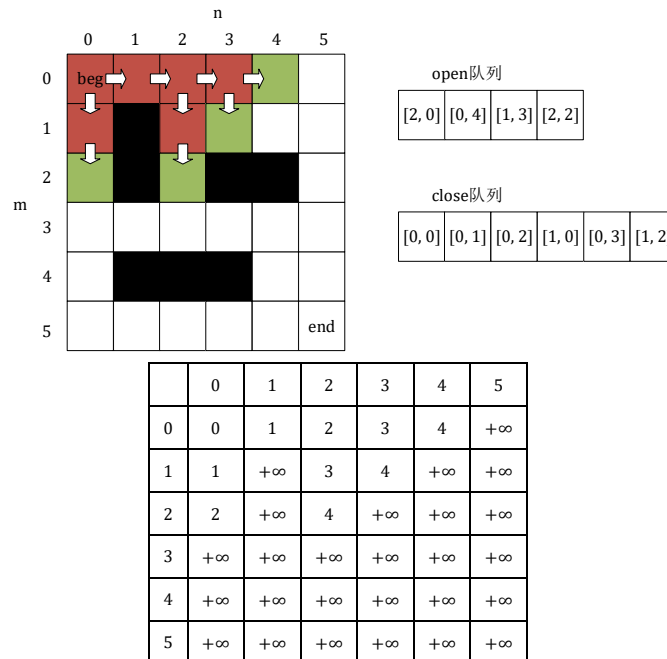 n
0 1 2 3 4 5
0 beg
1
2
m
3
4
5 end
open队列
[2, 0] [0, 4] [1, 3] [2, 2]
close队列
[0, 0] [0, 1] [0, 2] [1, 0] [0, 3] [1, 2
0 1 2 3 4 5
0 0 1 2 3 4 +∞
1 1 +∞ 3 4 +∞ +∞
2 2 +∞ 4 +∞ +∞ +∞
3 +∞ +∞ +∞ +∞ +∞ +∞
4 +∞ +∞ +∞ +∞ +∞ +∞
5 +∞ +∞ +∞ +∞ +∞ +∞